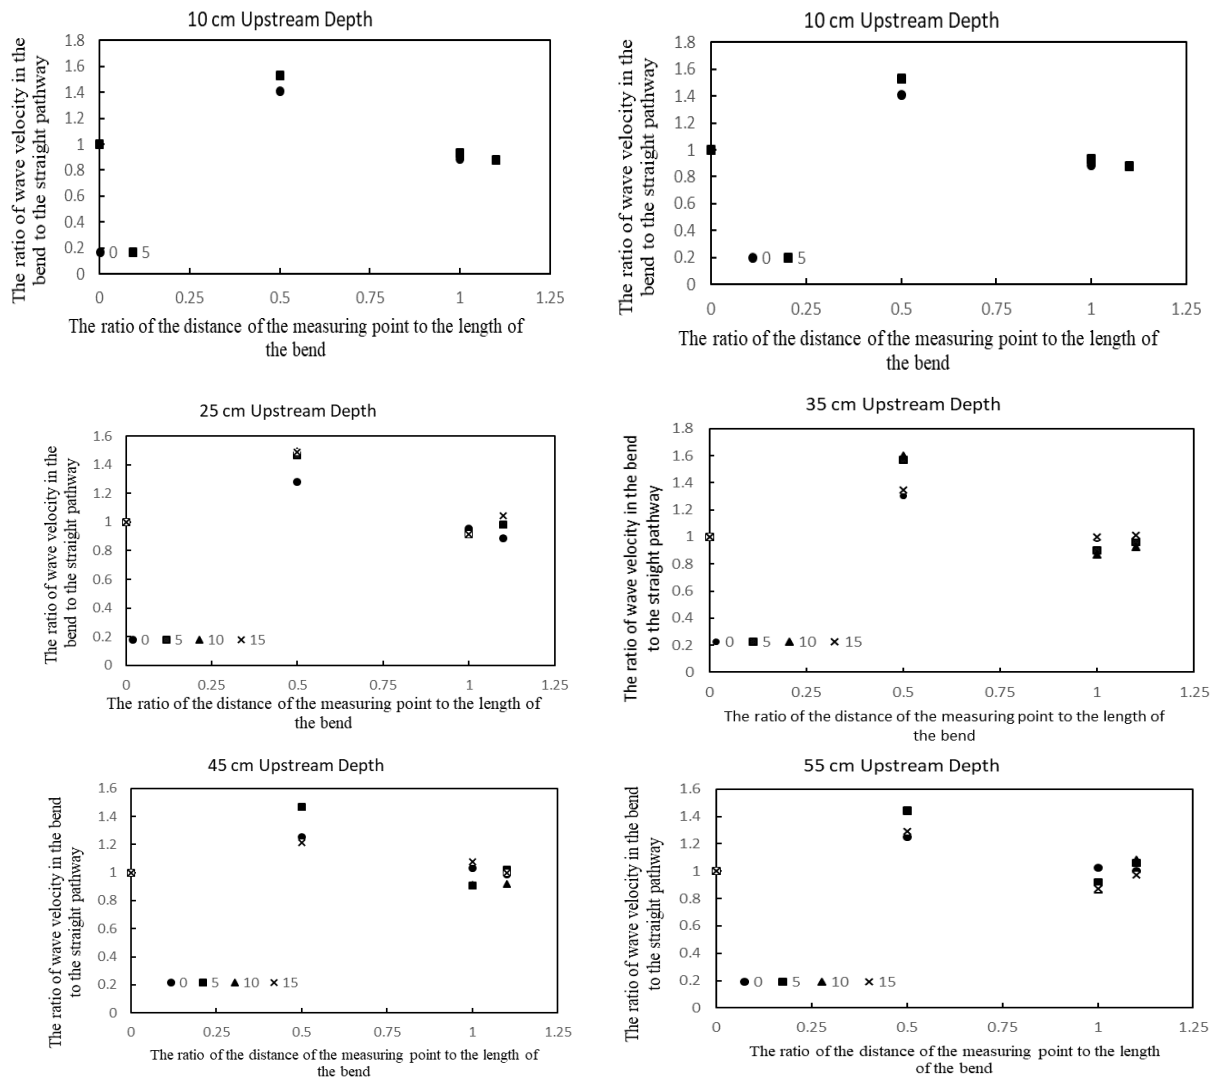 10 cm Upstream Depth
The ratio of wave velocity in the
bend to the straight pathway
1.8
1.6
1.4
1.2
1
0.8
0.6
0.4
0.2
0
0 5
0 0.25 0.5 0.75 1 1.25
The ratio of the distance of the measuring point to the length of
the bend
10 cm Upstream Depth
The ratio of wave velocity in the
bend to the straight pathway
1.8
1.6
1.4
1.2
1
0.8
0.6
0.4
0.2
0
0 5
0 0.25 0.5 0.75 1 1.25
The ratio of the distance of the measuring point to the length of
the bend
25 cm Upstream Depth
The ratio of wave velocity in the
bend to the straight pathway
1.6
1.4
1.2
1
0.8
0.6
0.4
0.2
0
0 5 10 15
0 0.25 0.5 0.75 1 1.25
The ratio of the distance of the measuring point to the length of
the bend
35 cm Upstream Depth
The ratio of wave velocity in the bend
to the straight pathway
1.8
1.6
1.4
1.2
1
0.8
0.6
0.4
0.2
0
0 5 10 15
0 0.25 0.5 0.75 1 1.25
The ratio of the distance of the measuring point to the length of
the bend
45 cm Upstream Depth
The ratio of wave velocity in the bend
to the straight pathway
1.6
1.4
1.2
1
0.8
0.6
0.4
0.2
0
0 5 10 15
0 0.25 0.5 0.75 1 1.25
The ratio of the distance of the measuring point to the length of
the bend
55 cm Upstream Depth
The ratio of wave velocity in the bend
to the straight pathway
1.6
1.4
1.2
1
0.8
0.6
0.4
0.2
0
0 5 10 15
0 0.25 0.5 0.75 1 1.25
The ratio of the distance of the measuring point to the length
of the bend